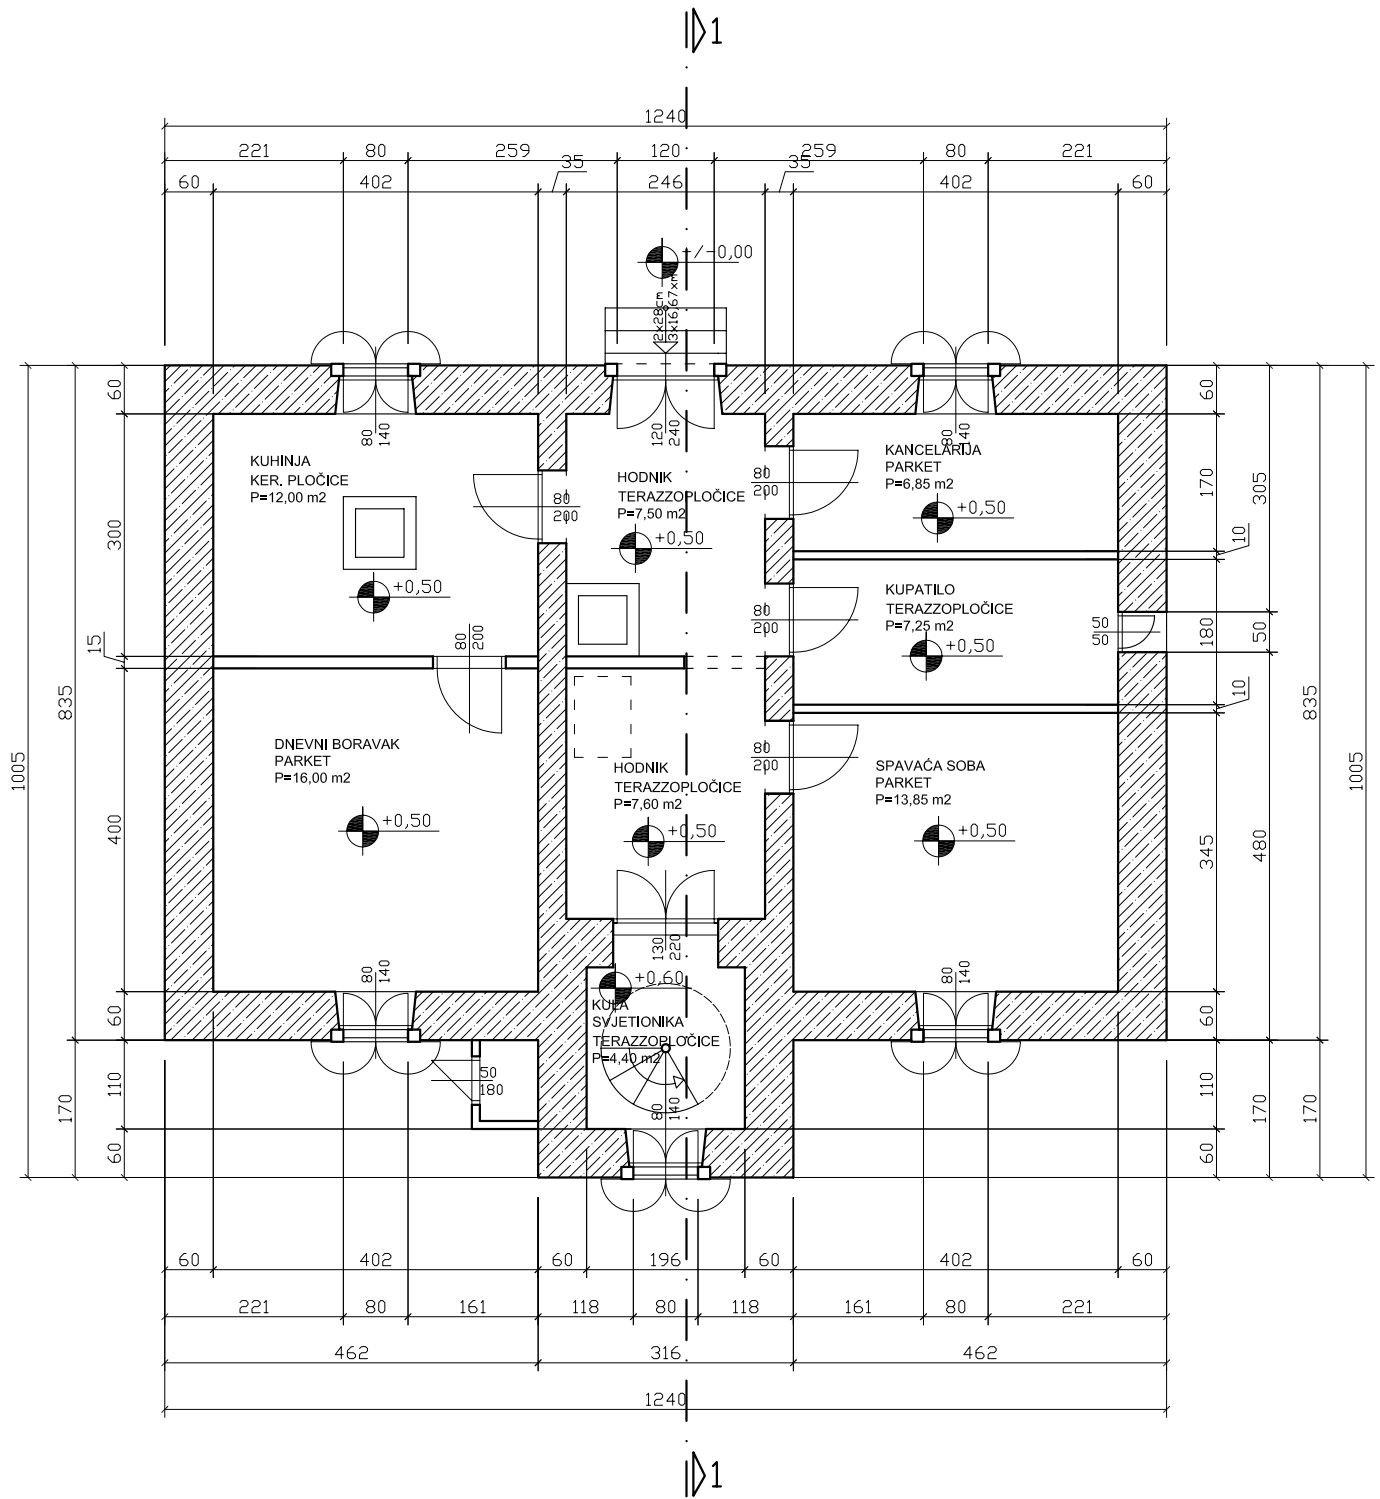 1
1240
221 80 259 120 259 80 221
35 35
60 402 246 402 60
+/-0,00
2x28cm
3x16,67xm
60
300
15
400
60
110
60
835
170
1005
60
170
10
180
10
345
60
110
60
305
50
480
170
835
170
1005
80
140
120
240
80
140
KUHINJA
KER. PLOČICE
P=12,00 m2
+0,50
80
200
HODNIK
TERAZZOPLOČICE
P=7,50 m2
+0,50
80
200
KANCELARIJA
PARKET
P=6,85 m2
+0,50
80
200
KUPATILO
TERAZZOPLOČICE
P=7,25 m2
+0,50
50
50
80
200
DNEVNI BORAVAK
PARKET
P=16,00 m2
+0,50
HODNIK
TERAZZOPLOČICE
P=7,60 m2
+0,50
80
200
SPAVAĆA SOBA
PARKET
P=13,85 m2
+0,50
80
140
130
220
80
140
+0,60
KULA
SVJETIONIKA
TERAZZOPLOČICE
P=4,40 m2
50
180
80
140
60 402 60 196 60 402 60
221 80 161 118 80 118 161 80 221
462 316 462
1240
1